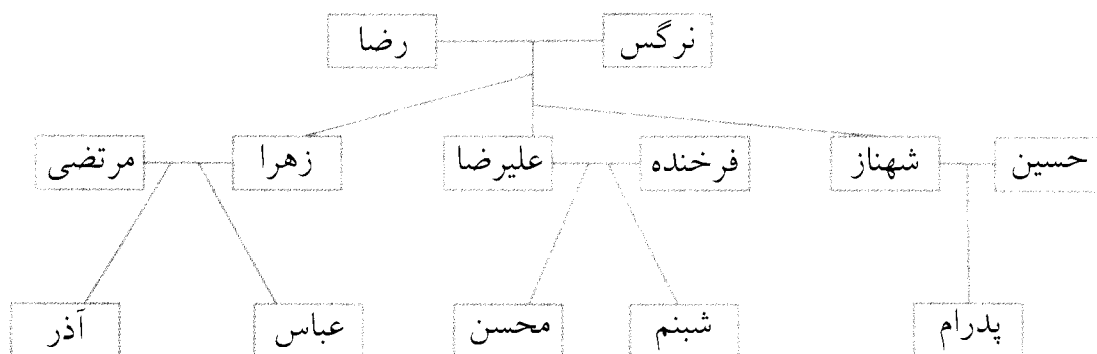 نرگس رضا
حسین شهناز فرخنده علیرضا زهرا مرتضی
پدرام شبنم محسن عباس آذر